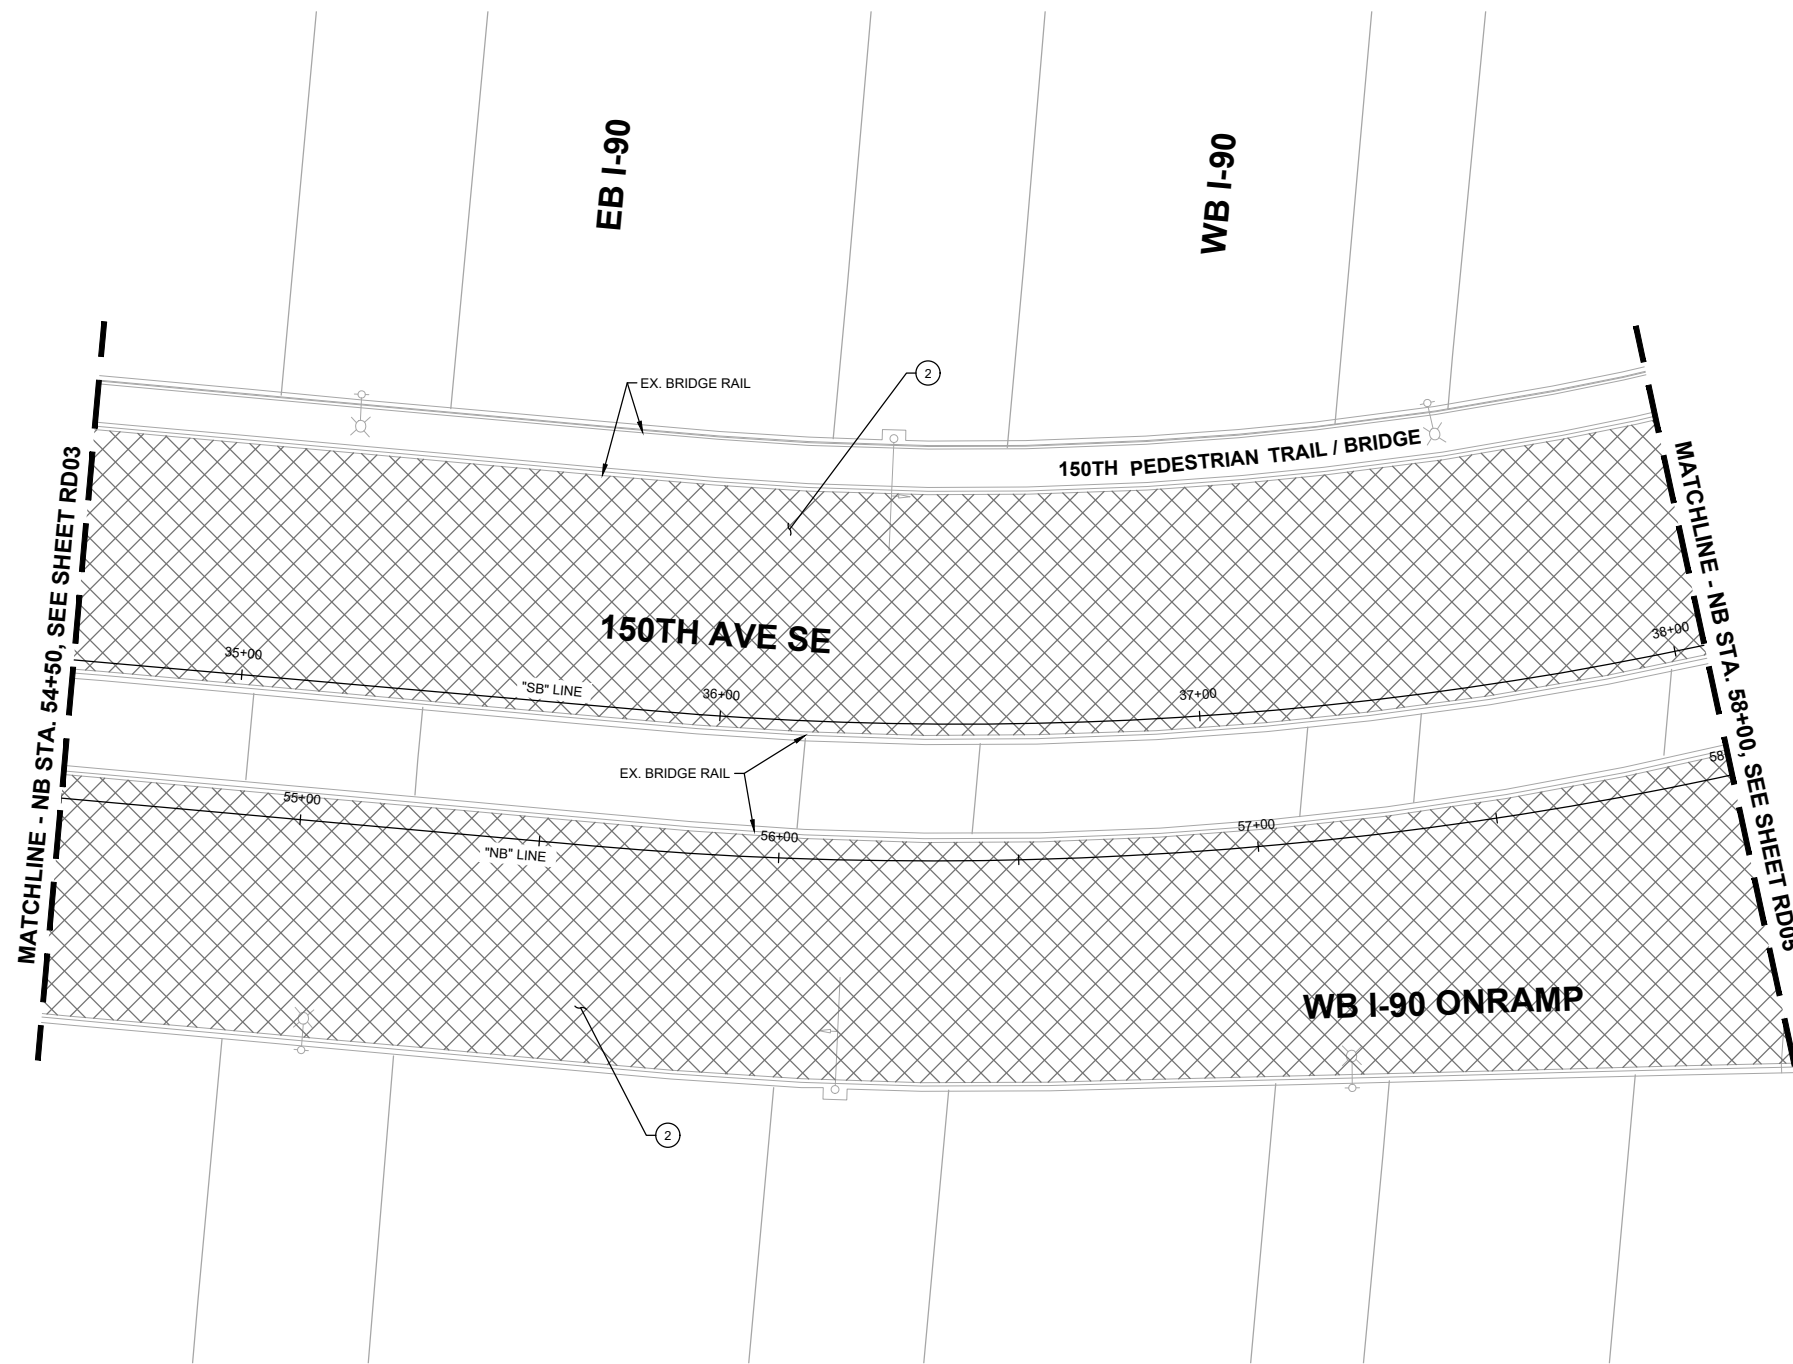 EB I-90
WB I-90
EX. BRIDGE RAIL
2
150TH PEDESTRIAN TRAIL / BRIDGE
MATCHLINE - NB STA. 54+50, SEE SHEET RD03
MATCHLINE - NB STA. 58+00, SEE SHEET RD05
150TH AVE SE
35+00
"SB" LINE
36+00
37+00
38+00
EX. BRIDGE RAIL
55+00
"NB" LINE
56+00
57+00
58
WB I-90 ONRAMP
2